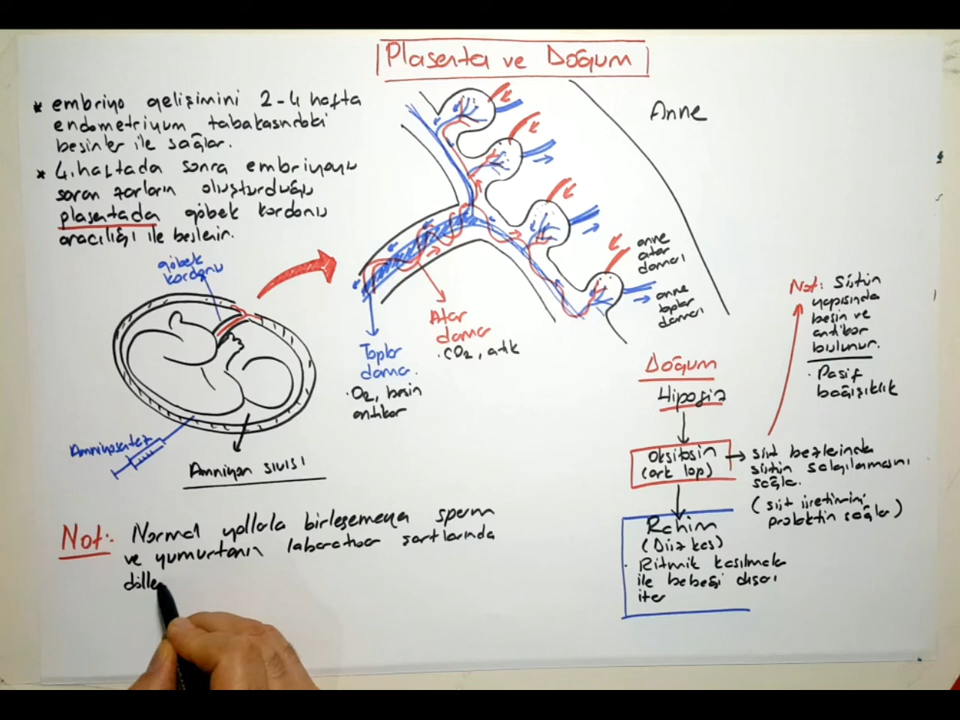 Plasenta ve Doğum
* embriyo gelişimini 2-4 hafta
endometriyum tabakasındaki
besinler ile sağlar.
* 4. haftada sonra embriyoyu
saran zarların oluşturduğu
plasentada göbek kordonu
aracılığı ile beslenir.
göbek
kordonu
Amniyosentez
Amniyon sıvısı
Toplar
damar
· O2, besin
antikor
Atar
damar
· CO2, atık
Anne
anne
atar
damarı
anne
toplar
damarı
Doğum
Hipofiz
Oksitosin
(ark lop)
süt bezlerinde
sütün salgılanmasını
sağlar.
(süt üretimini
prolaktin sağlar)
Rahim
(Düz kas)
· Ritmik kasılmalar
ile bebeği dışarı
iter
Not: Sütün
yapısında
besin ve
antikor
bulunur.
· Pasif
bağışıklık
Not: Normal yollarla birleşemeyen sperm
ve yumurtanın laboratuar şartlarında
dölle